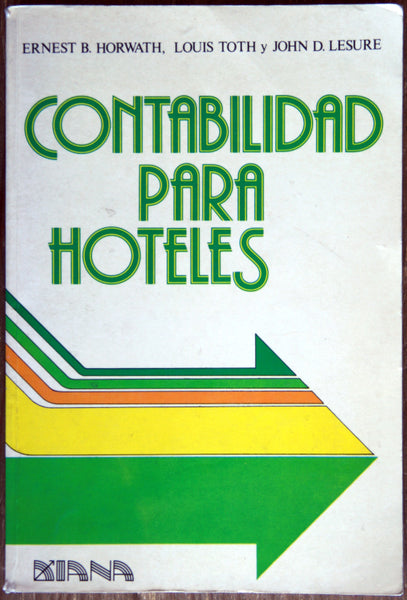 ERNEST B. HORWATH, LOUIS TOTH y JOHN D. LESURE
CONTABILIDAD
PARA
HOTELES
DIANA